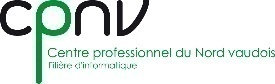 cpnv
Centre professionnel du Nord vaudois
Filière d'informatique